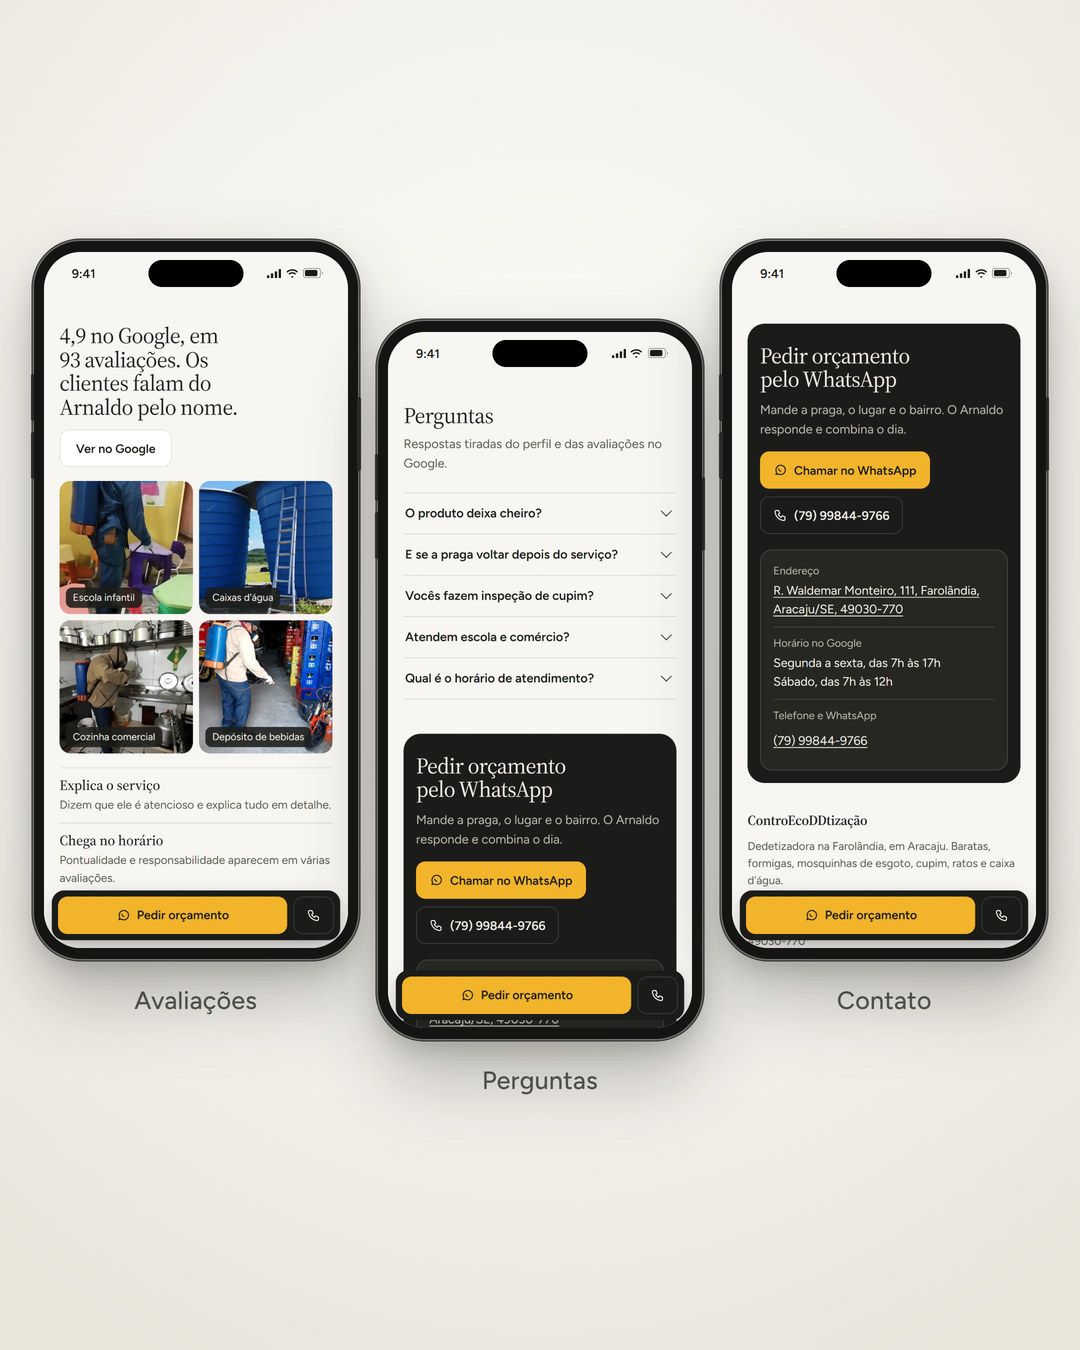 9:41
4,9 no Google, em
93 avaliações. Os
clientes falam do
Arnaldo pelo nome.
Ver no Google
Escola infantil
Caixas d'água
Cozinha comercial
Depósito de bebidas
Explica o serviço
Dizem que ele é atencioso e explica tudo em detalhe.
Chega no horário
Pontualidade e responsabilidade aparecem em várias
avaliações.
Pedir orçamento
Avaliações
9:41
Perguntas
Respostas tiradas do perfil e das avaliações no
Google.
O produto deixa cheiro?
E se a praga voltar depois do serviço?
Vocês fazem inspeção de cupim?
Atendem escola e comércio?
Qual é o horário de atendimento?
Pedir orçamento
pelo WhatsApp
Mande a praga, o lugar e o bairro. O Arnaldo
responde e combina o dia.
Chamar no WhatsApp
(79) 99844-9766
Pedir orçamento
Aracaju/SE, 49030-770
Perguntas
9:41
Pedir orçamento
pelo WhatsApp
Mande a praga, o lugar e o bairro. O Arnaldo
responde e combina o dia.
Chamar no WhatsApp
(79) 99844-9766
Endereço
R. Waldemar Monteiro, 111, Farolândia,
Aracaju/SE, 49030-770
Horário no Google
Segunda a sexta, das 7h às 17h
Sábado, das 7h às 12h
Telefone e WhatsApp
(79) 99844-9766
ControEcoDDtização
Dedetizadora na Farolândia, em Aracaju. Baratas,
formigas, mosquinhas de esgoto, cupim, ratos e caixa
d'água.
Pedir orçamento
49030-770
Contato